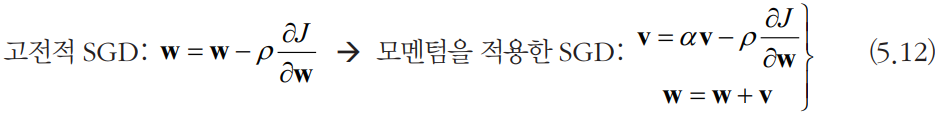 고전적 SGD: w = w − ρ ∂J/∂w → 모멘텀을 적용한 SGD: v = αv − ρ ∂J/∂w
w = w + v } (5.12)